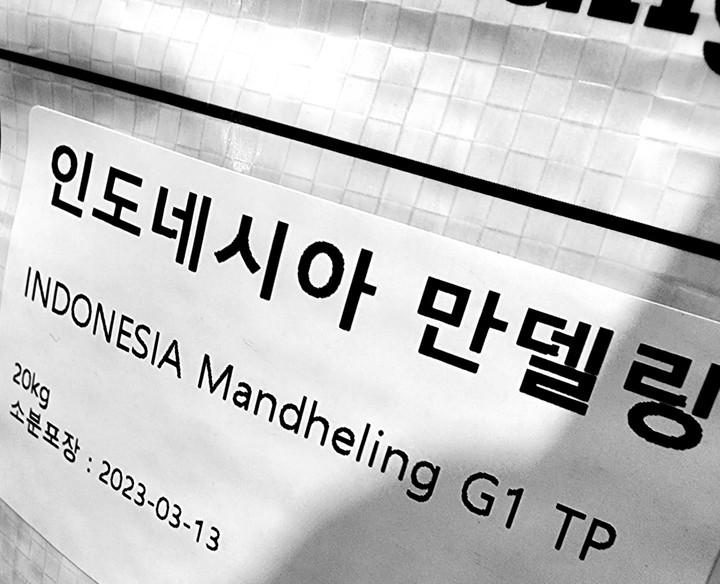 인도네시아 만델링
INDONESIA Mandheling G1 TP
20kg
소분포장 : 2023-03-13